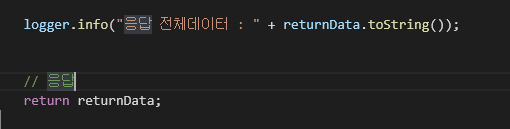 logger.info("응답 전체데이터 : " + returnData.toString());
// 응답
return returnData;